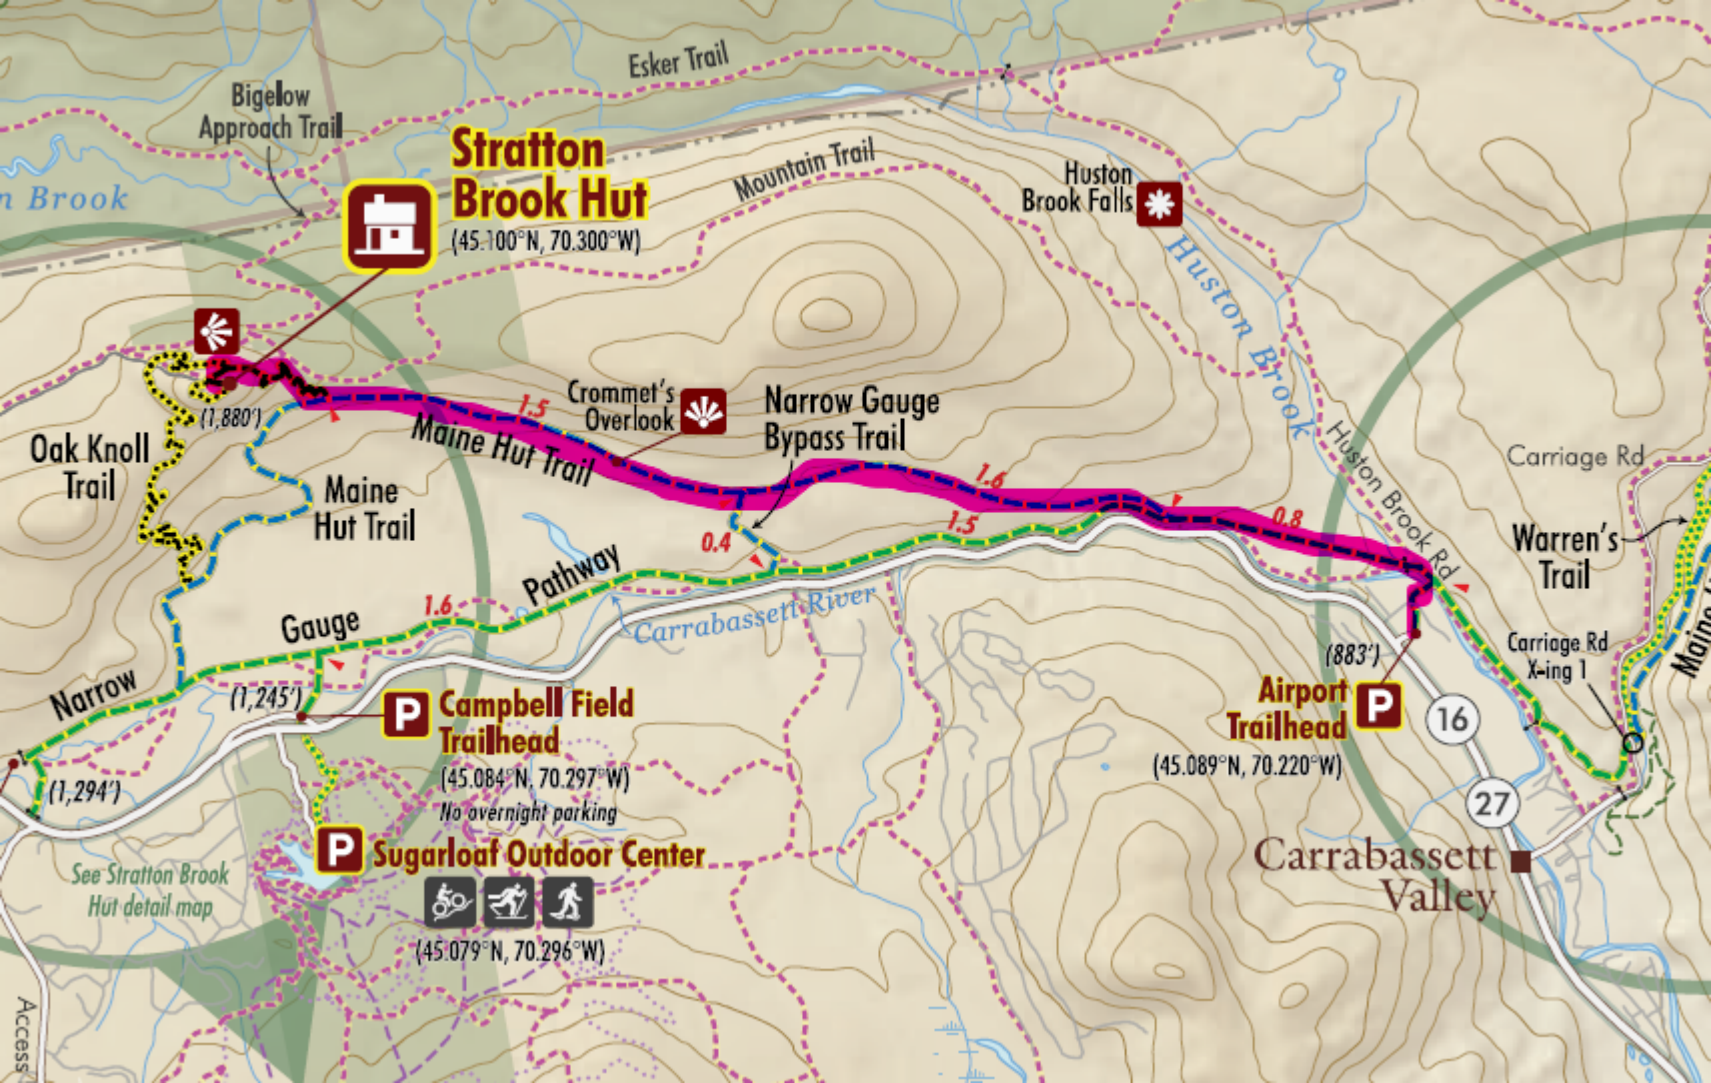 Esker Trail
Bigelow
Approach Trail
Stratton
Brook Hut
(45.100°N, 70.300°W)
n Brook
Mountain Trail
Huston
Brook Falls
Huston Brook
Crommet's
Overlook
Narrow Gauge
Bypass Trail
1.5
Maine Hut Trail
1.6
(1,880')
Oak Knoll
Trail
Maine
Hut Trail
Huston Brook Rd
Carriage Rd
0.8
1.5
0.4
Warren's
Trail
Narrow Gauge Pathway
1.6
Carrabassett River
Carriage Rd
X-ing 1
Maine
(883')
Airport
Trailhead
P
(45.089°N, 70.220°W)
16
27
(1,245')
P
Campbell Field
Trailhead
(45.084°N, 70.297°W)
No overnight parking
(1,294')
P
Sugarloaf Outdoor Center
(45.079°N, 70.296°W)
See Stratton Brook
Hut detail map
Carrabassett
Valley
Access